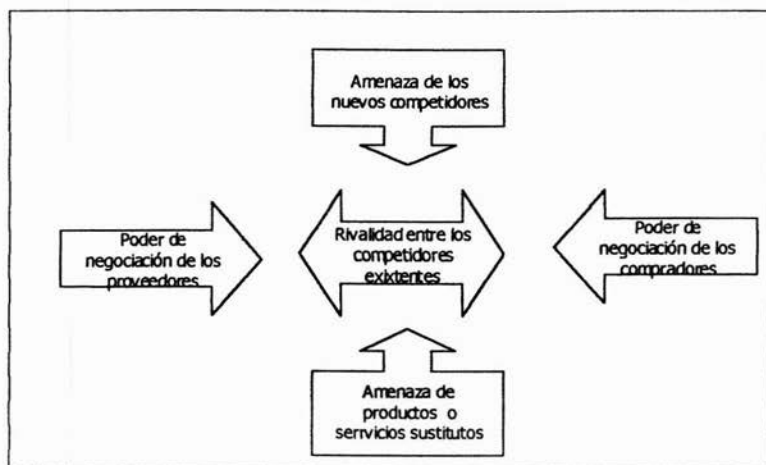 Amenaza de los
nuevos competidores
Poder de
negociación de los
proveedores
Rivalidad entre los
competidores
exixtentes
Poder de
negociación de los
compradores
Amenaza de
productos o
serrvicios sustitutos